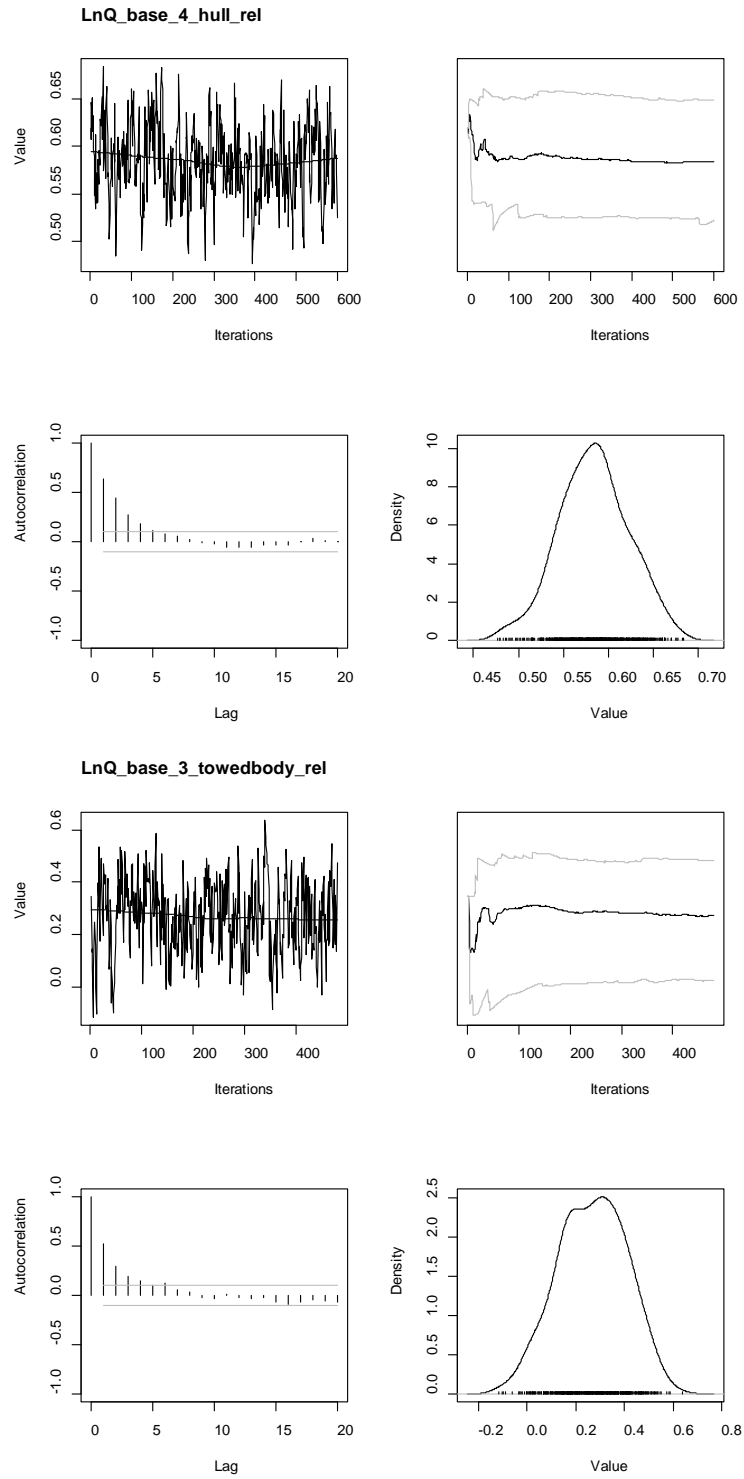 LnQ_base_4_hull_rel
Value
0.50 0.55 0.60 0.65
0 100 200 300 400 500 600
Iterations
0 100 200 300 400 500 600
Iterations
Autocorrelation
-1.0 -0.5 0.0 0.5 1.0
0 5 10 15 20
Lag
Density
0 2 4 6 8 10
0.45 0.50 0.55 0.60 0.65 0.70
Value
LnQ_base_3_towedbody_rel
Value
0.0 0.2 0.4 0.6
0 100 200 300 400
Iterations
0 100 200 300 400
Iterations
Autocorrelation
-1.0 -0.5 0.0 0.5 1.0
0 5 10 15 20
Lag
Density
0.0 0.5 1.0 1.5 2.0 2.5
-0.2 0.0 0.2 0.4 0.6 0.8
Value